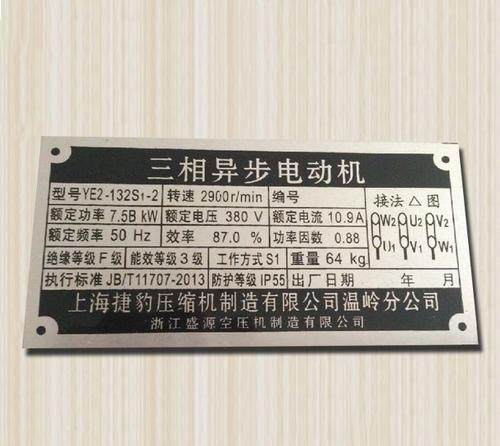 三相异步电动机
型号YE2-132S1-2 转速 2900r/min 编号
额定功率 7.5B kW 额定电压 380 V 额定电流 10.9A
额定频率 50 Hz 效率 87.0 % 功率因数 0.88
绝缘等级 F 级 能效等级 3 级 工作方式 S1 重量 64 kg
执行标准 JB/T11707-2013 防护等级 IP55 出厂日期 年 月
接法 △ 图
W2 U2 V2
U1 V1 W1
上海捷豹压缩机制造有限公司温岭分公司
浙江盛源空压机制造有限公司